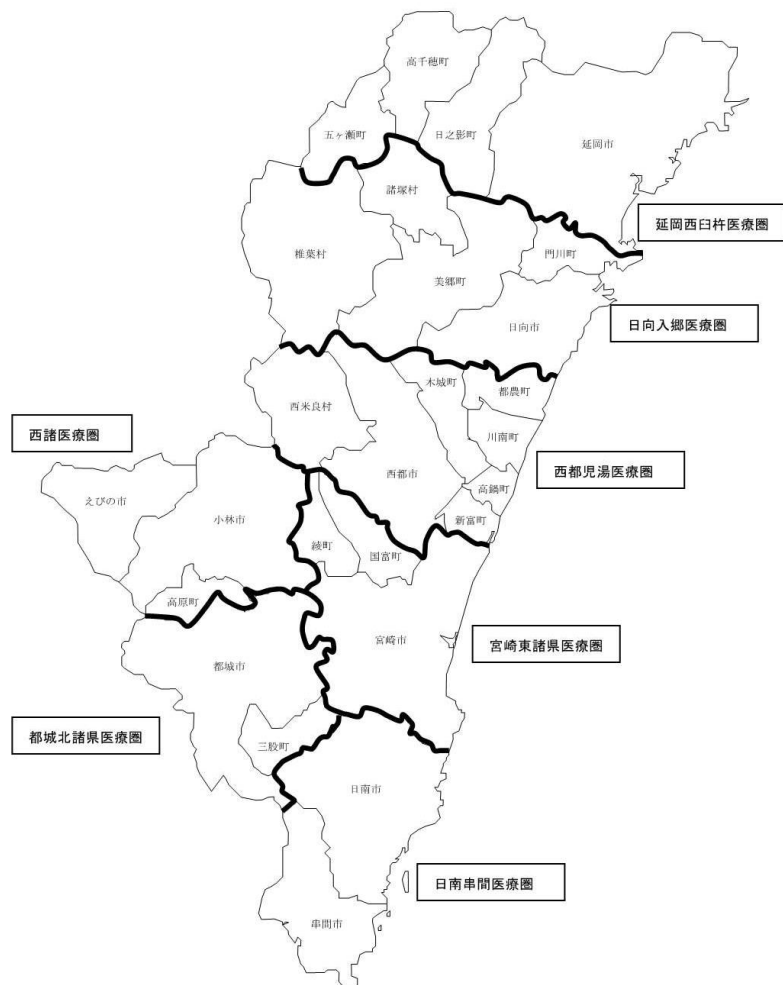 高千穂町
五ヶ瀬町
日之影町
延岡市
諸塚村
延岡西臼杵医療圏
椎葉村
門川町
美郷町
日向市
日向入郷医療圏
木城町
都農町
西米良村
川南町
西諸医療圏
西都市
西都児湯医療圏
えびの市
高鍋町
小林市
新富町
綾町
国富町
高原町
宮崎市
宮崎東諸県医療圏
都城市
都城北諸県医療圏
三股町
日南市
日南串間医療圏
串間市